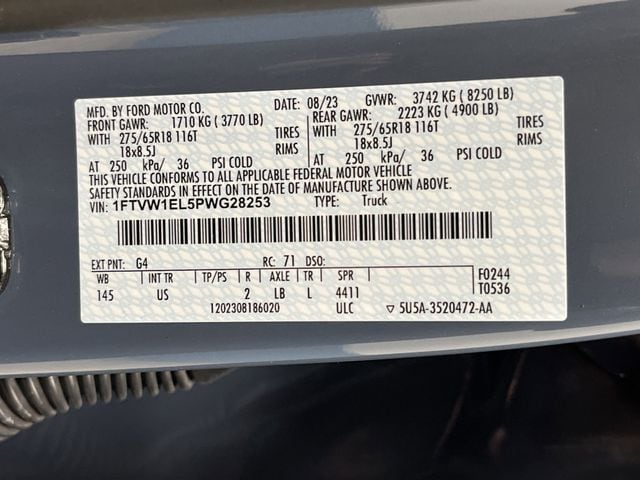 MFD. BY FORD MOTOR CO. DATE: 08/23 GVWR: 3742 KG ( 8250 LB)
FRONT GAWR: 1710 KG ( 3770 LB) REAR GAWR: 2223 KG ( 4900 LB)
WITH 275/65R18 116T TIRES WITH 275/65R18 116T TIRES
18x8.5J RIMS 18x8.5J RIMS
AT 250 kPa/ 36 PSI COLD AT 250 kPa/ 36 PSI COLD
THIS VEHICLE CONFORMS TO ALL APPLICABLE FEDERAL MOTOR VEHICLE
SAFETY STANDARDS IN EFFECT ON THE DATE OF MANUFACTURE SHOWN ABOVE.
VIN: 1FTVW1EL5PWG28253 TYPE: Truck
EXT PNT: G4 RC: 71 DSO:
WB INT TR TP/PS R AXLE TR SPR F0244
145 US 2 LB L 4411 T0536
1202308186020 ULC ▽ 5U5A-3520472-AA